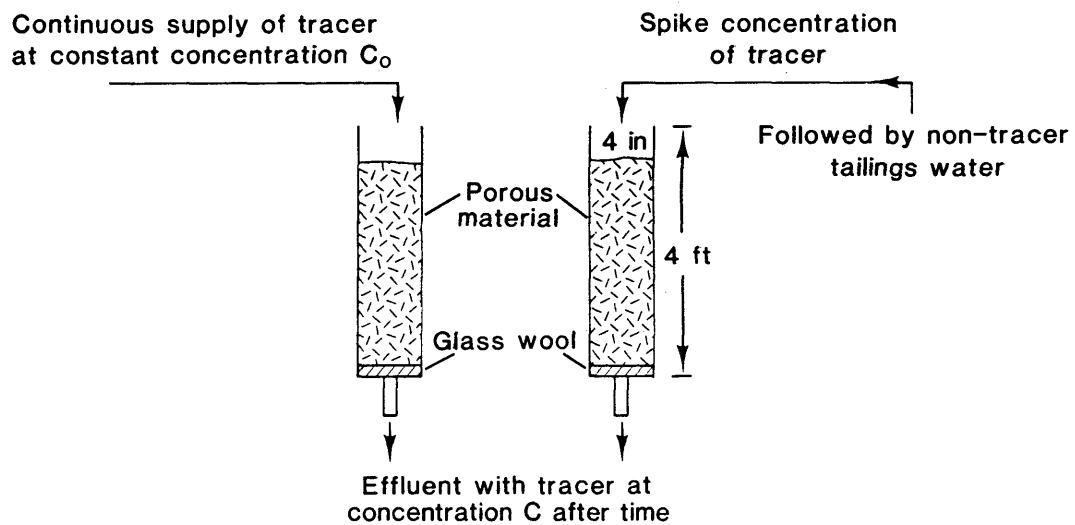 Continuous supply of tracer
at constant concentration Co
Spike concentration
of tracer
4 in
Followed by non-tracer
tailings water
Porous
material
4 ft
Glass wool
Effluent with tracer at
concentration C after time